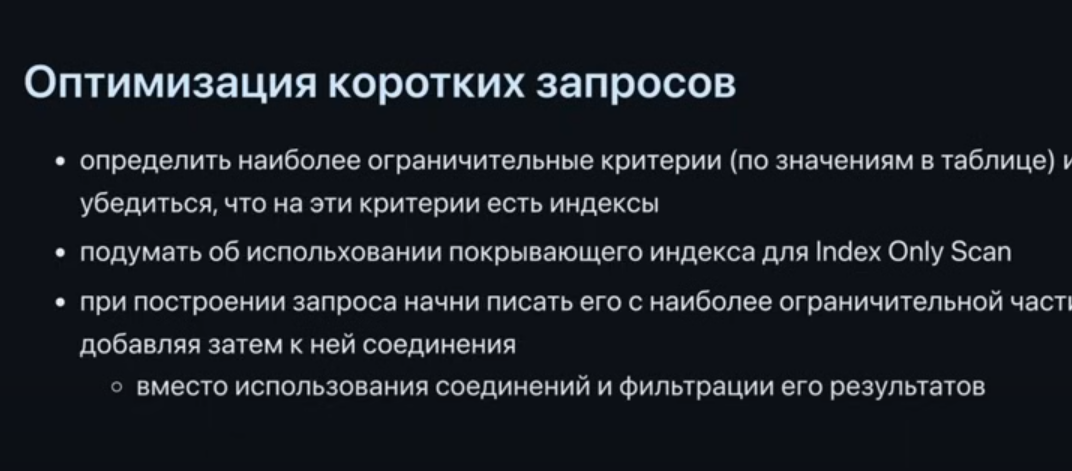 Оптимизация коротких запросов
• определить наиболее ограничительные критерии (по значениям в таблице) и
убедиться, что на эти критерии есть индексы
• подумать об испольховании покрывающего индекса для Index Only Scan
• при построении запроса начни писать его с наиболее ограничительной части
добавляя затем к ней соединения
◦ вместо использования соединений и фильтрации его результатов